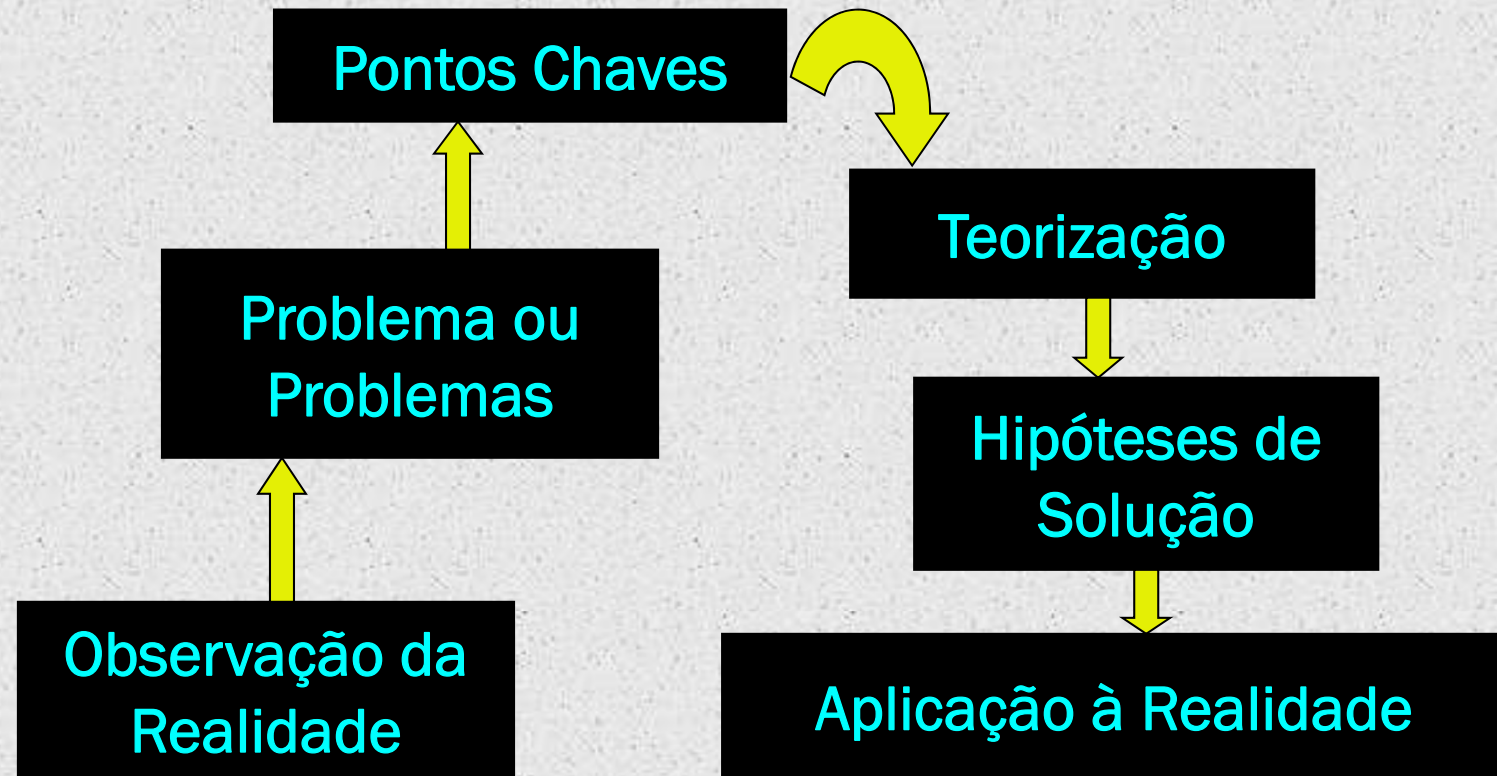 Pontos Chaves
Teorização
Problema ou
Problemas
Hipóteses de
Solução
Observação da
Realidade
Aplicação à Realidade